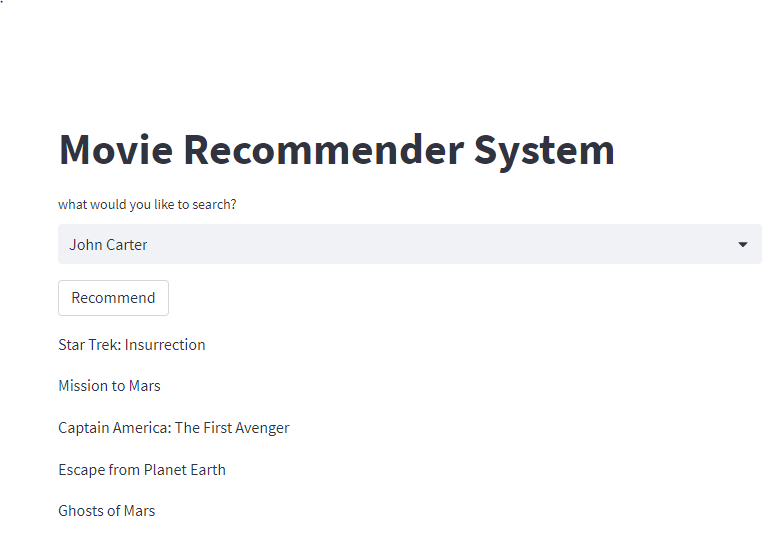 Movie Recommender System
what would you like to search?
John Carter
Recommend
Star Trek: Insurrection
Mission to Mars
Captain America: The First Avenger
Escape from Planet Earth
Ghosts of Mars